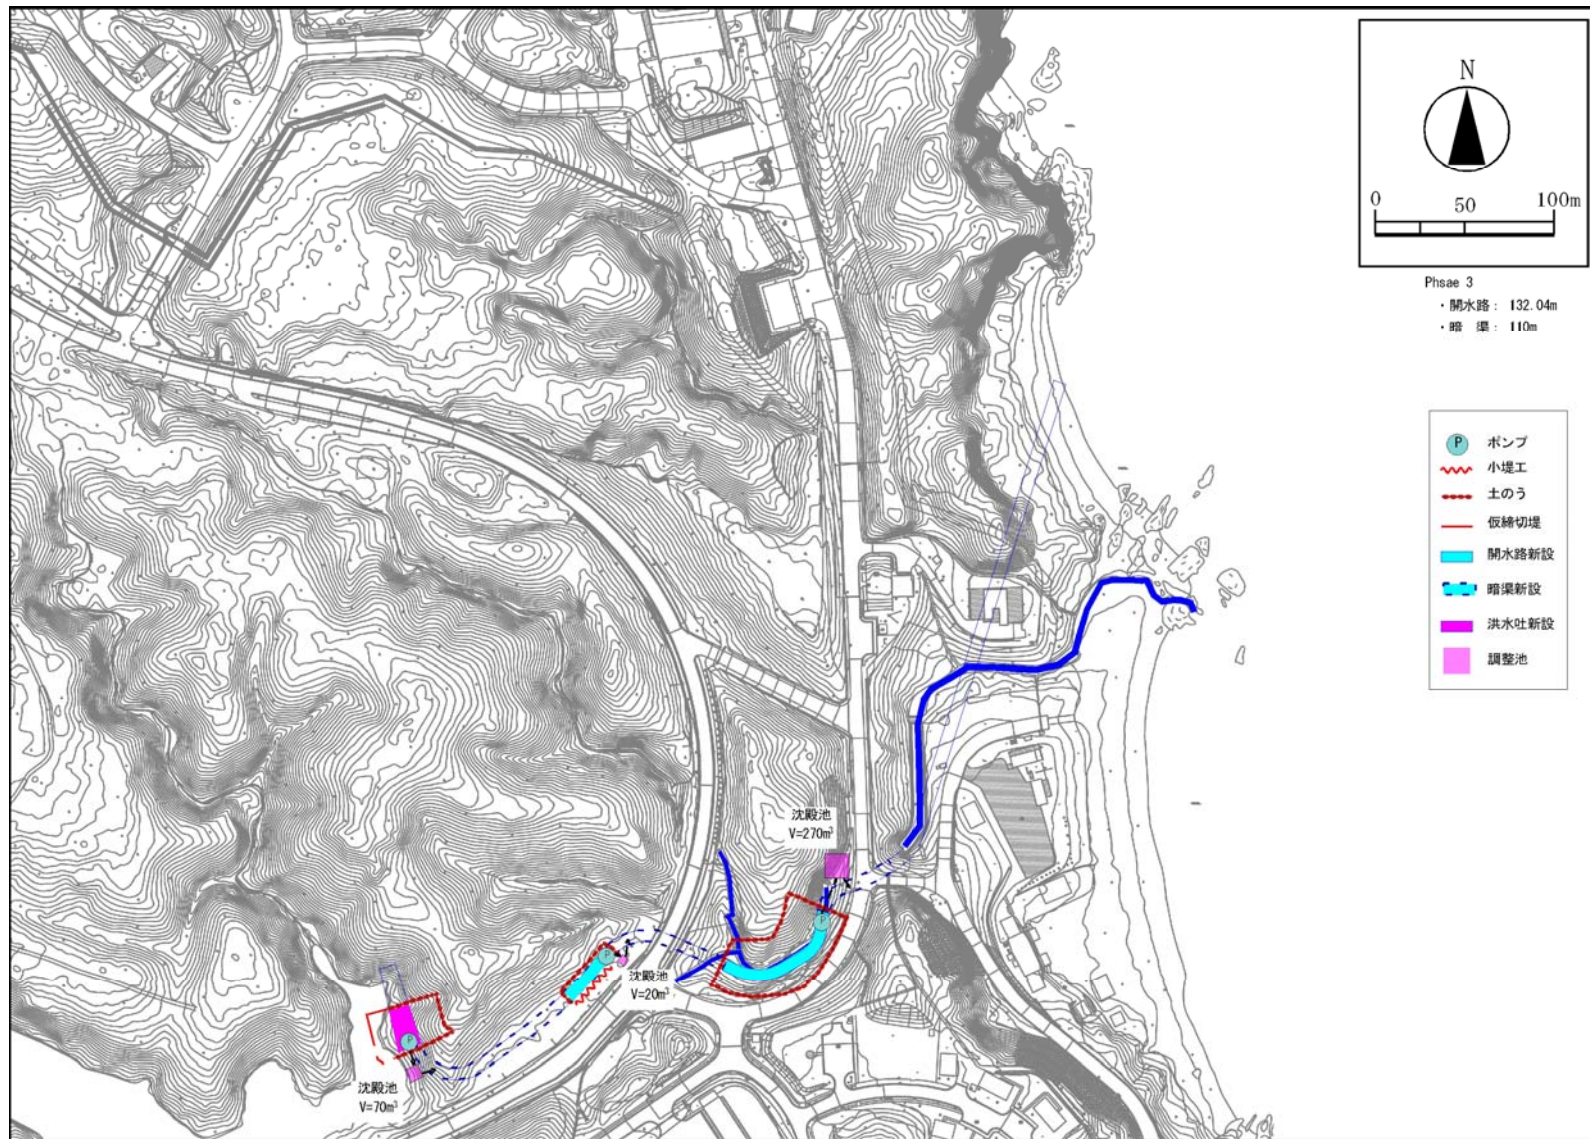 N
0 50 100m
Phsae 3
・開水路: 132.04m
・暗 渠: 110m
P ポンプ
小堤工
土のう
仮締切堤
開水路新設
暗渠新設
洪水吐新設
調整池
沈殿池
V=270m³
P
P
沈殿池
V=20m³
P
沈殿池
V=70m³